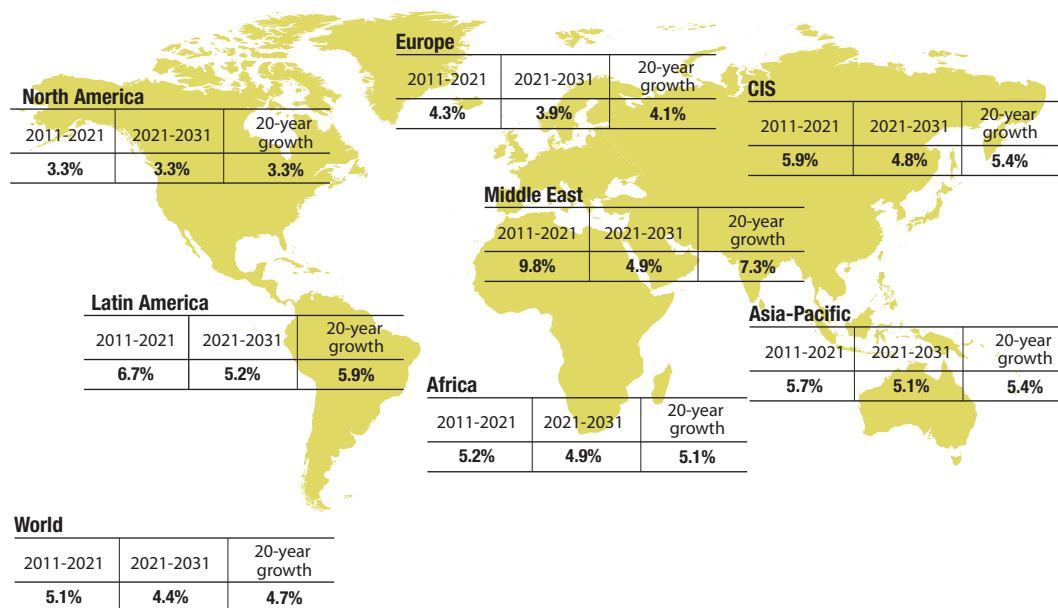 Europe
2011-2021 2021-2031 20-year growth
4.3% 3.9% 4.1%
North America
2011-2021 2021-2031 20-year growth
3.3% 3.3% 3.3%
CIS
2011-2021 2021-2031 20-year growth
5.9% 4.8% 5.4%
Middle East
2011-2021 2021-2031 20-year growth
9.8% 4.9% 7.3%
Latin America
2011-2021 2021-2031 20-year growth
6.7% 5.2% 5.9%
Asia-Pacific
2011-2021 2021-2031 20-year growth
5.7% 5.1% 5.4%
Africa
2011-2021 2021-2031 20-year growth
5.2% 4.9% 5.1%
World
2011-2021 2021-2031 20-year growth
5.1% 4.4% 4.7%